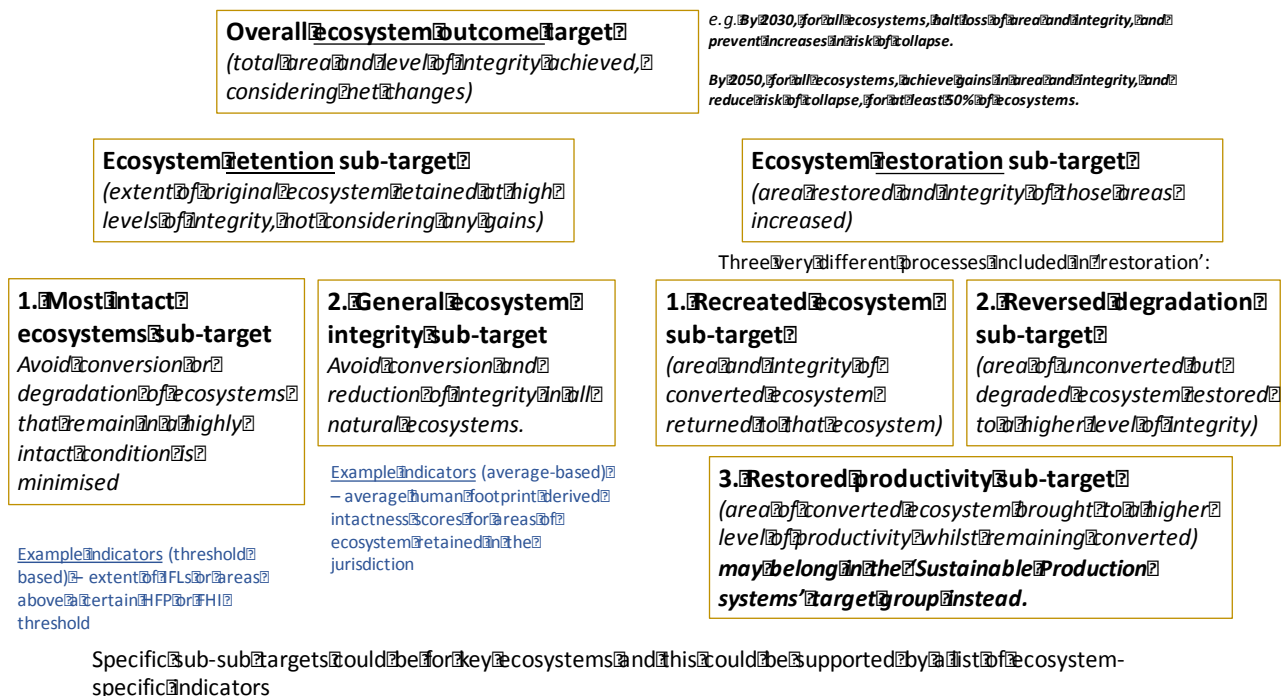 Overall ecosystem outcome target
(total area and level of integrity achieved,
considering net changes)
e.g. By 2030, for all ecosystems, halt loss of area and integrity, and
prevent increases in risk of collapse.
By 2050, for all ecosystems, achieve gains in area and integrity, and
reduce risk of collapse, for at least 50% of ecosystems.
Ecosystem retention sub-target
(extent of original ecosystem retained at high
levels of integrity, not considering any gains)
Ecosystem restoration sub-target
(area restored and integrity of those areas
increased)
Three very different processes included in 'restoration':
1. Most intact
ecosystems sub-target
Avoid conversion or
degradation of ecosystems
that remain in a highly
intact condition is
minimised
Example indicators (threshold
based) – extent of IFLs or areas
above a certain HFP or FHI
threshold
2. General ecosystem
integrity sub-target
Avoid conversion and
reduction of integrity in all
natural ecosystems.
Example indicators (average-based)
– average human footprint derived
intactness scores for areas of
ecosystem retained in the
jurisdiction
1. Recreated ecosystem
sub-target
(area and integrity of
converted ecosystem
returned to that ecosystem)
2. Reversed degradation
sub-target
(area of unconverted but
degraded ecosystem restored
to a higher level of integrity)
3. Restored productivity sub-target
(area of converted ecosystem brought to a higher
level of productivity whilst remaining converted)
may belong in the 'Sustainable Production
systems' target group instead.
Specific sub-sub targets could be for key ecosystems and this could be supported by a list of ecosystem-
specific indicators